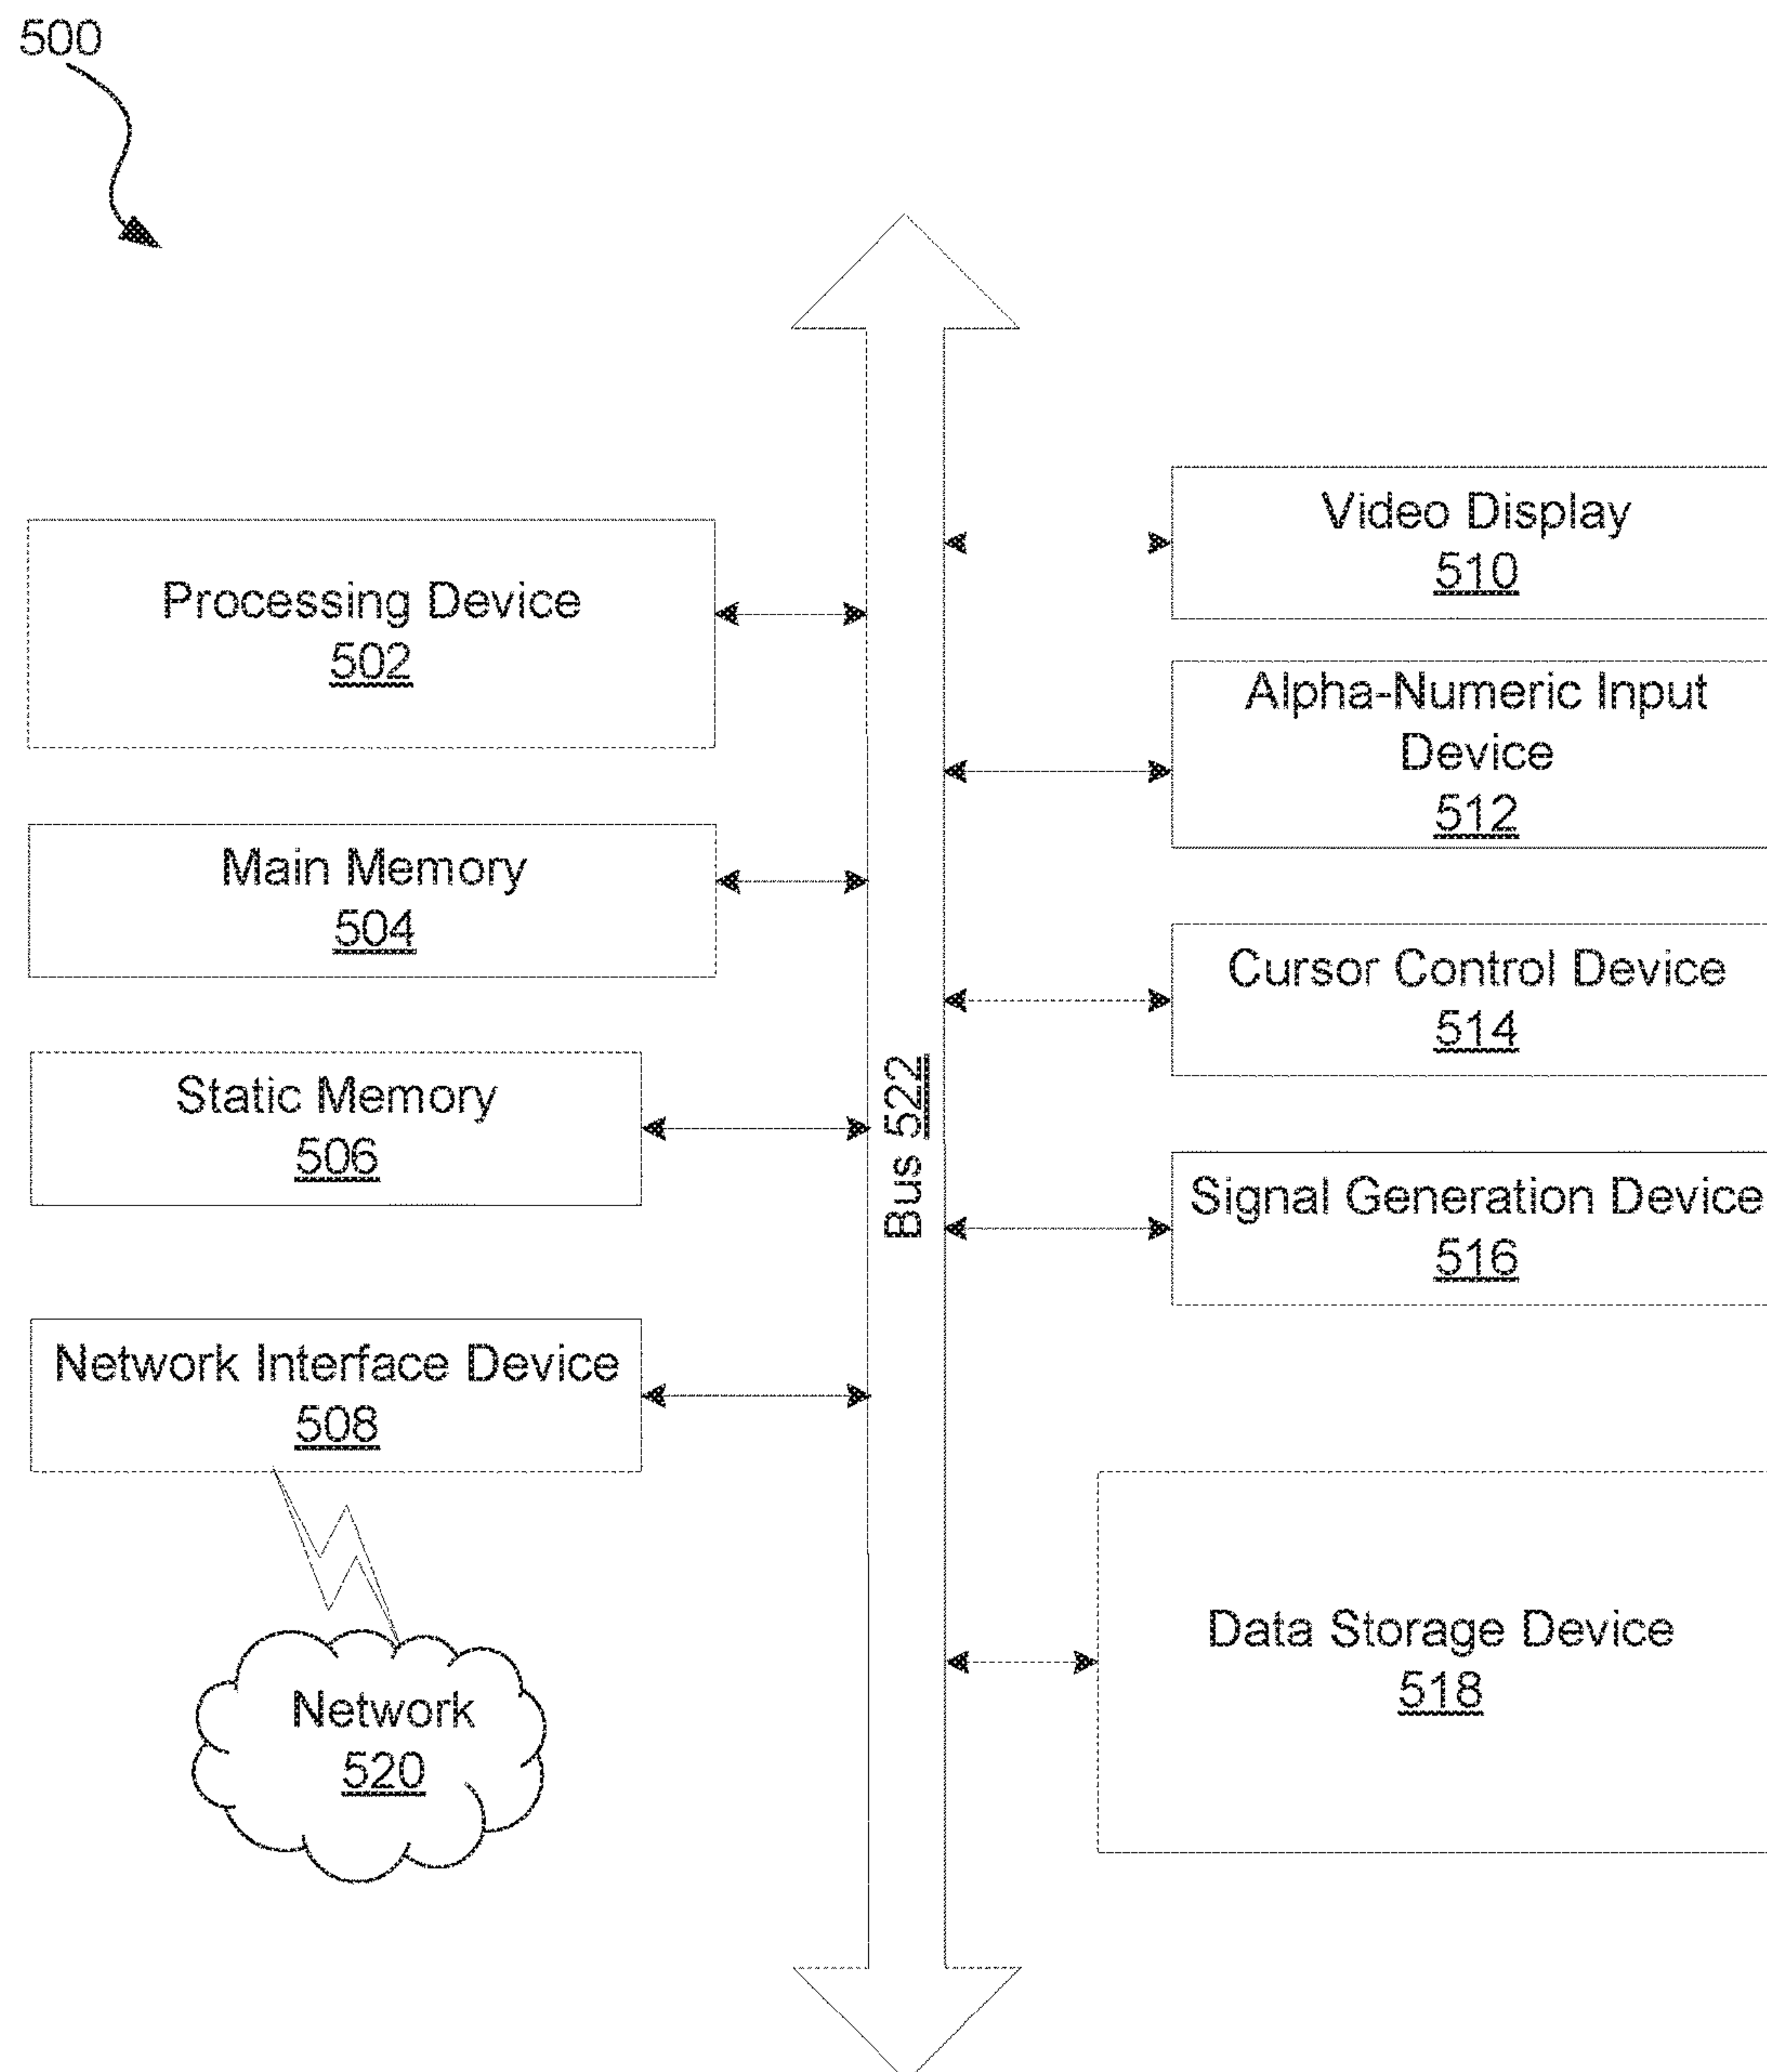 500
Processing Device
502
Main Memory
504
Static Memory
506
Network Interface Device
508
Network
520
Bus 522
Video Display
510
Alpha-Numeric Input
Device
512
Cursor Control Device
514
Signal Generation Device
516
Data Storage Device
518